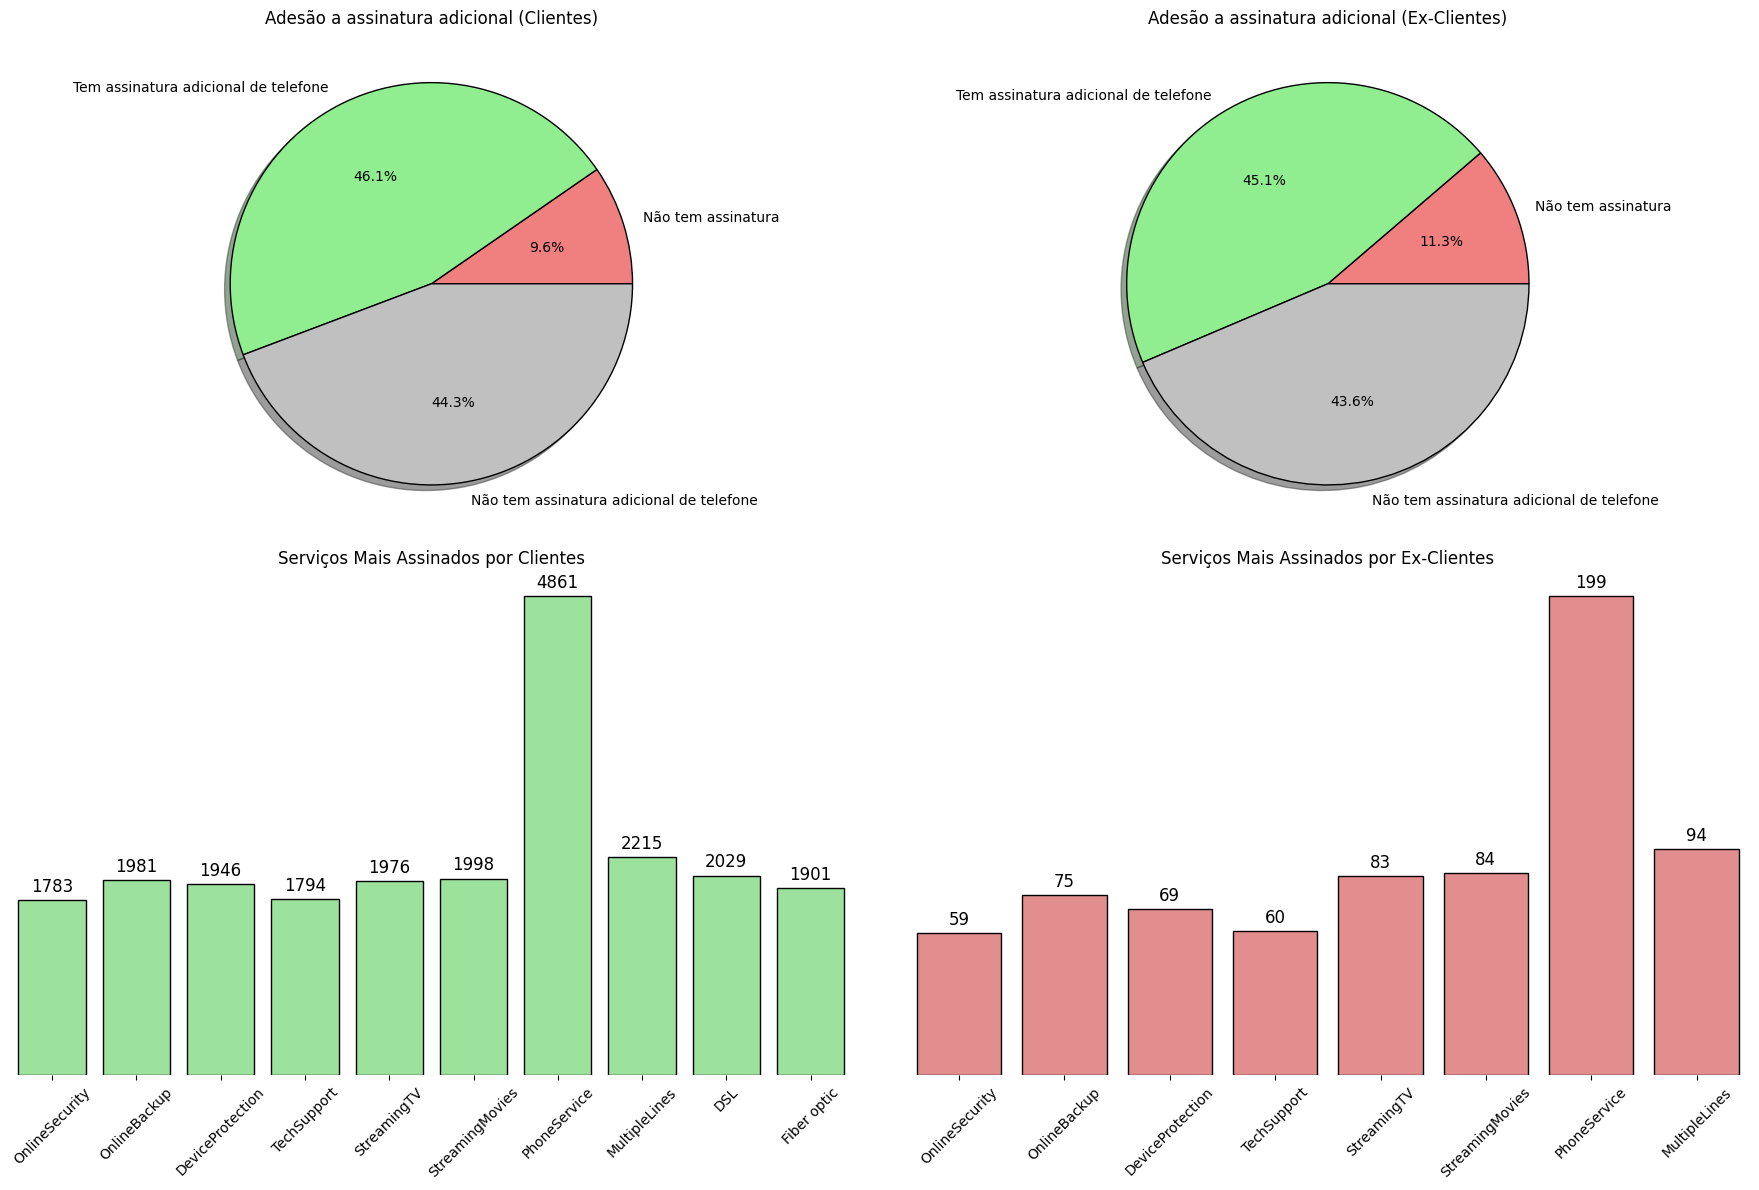 Adesão a assinatura adicional (Clientes)
Tem assinatura adicional de telefone
46.1%
Não tem assinatura
9.6%
44.3%
Não tem assinatura adicional de telefone
Adesão a assinatura adicional (Ex-Clientes)
Tem assinatura adicional de telefone
45.1%
Não tem assinatura
11.3%
43.6%
Não tem assinatura adicional de telefone
Serviços Mais Assinados por Clientes
1783
1981
1946
1794
1976
1998
4861
2215
2029
1901
OnlineSecurity
OnlineBackup
DeviceProtection
TechSupport
StreamingTV
StreamingMovies
PhoneService
MultipleLines
DSL
Fiber optic
Serviços Mais Assinados por Ex-Clientes
59
75
69
60
83
84
199
94
OnlineSecurity
OnlineBackup
DeviceProtection
TechSupport
StreamingTV
StreamingMovies
PhoneService
MultipleLines